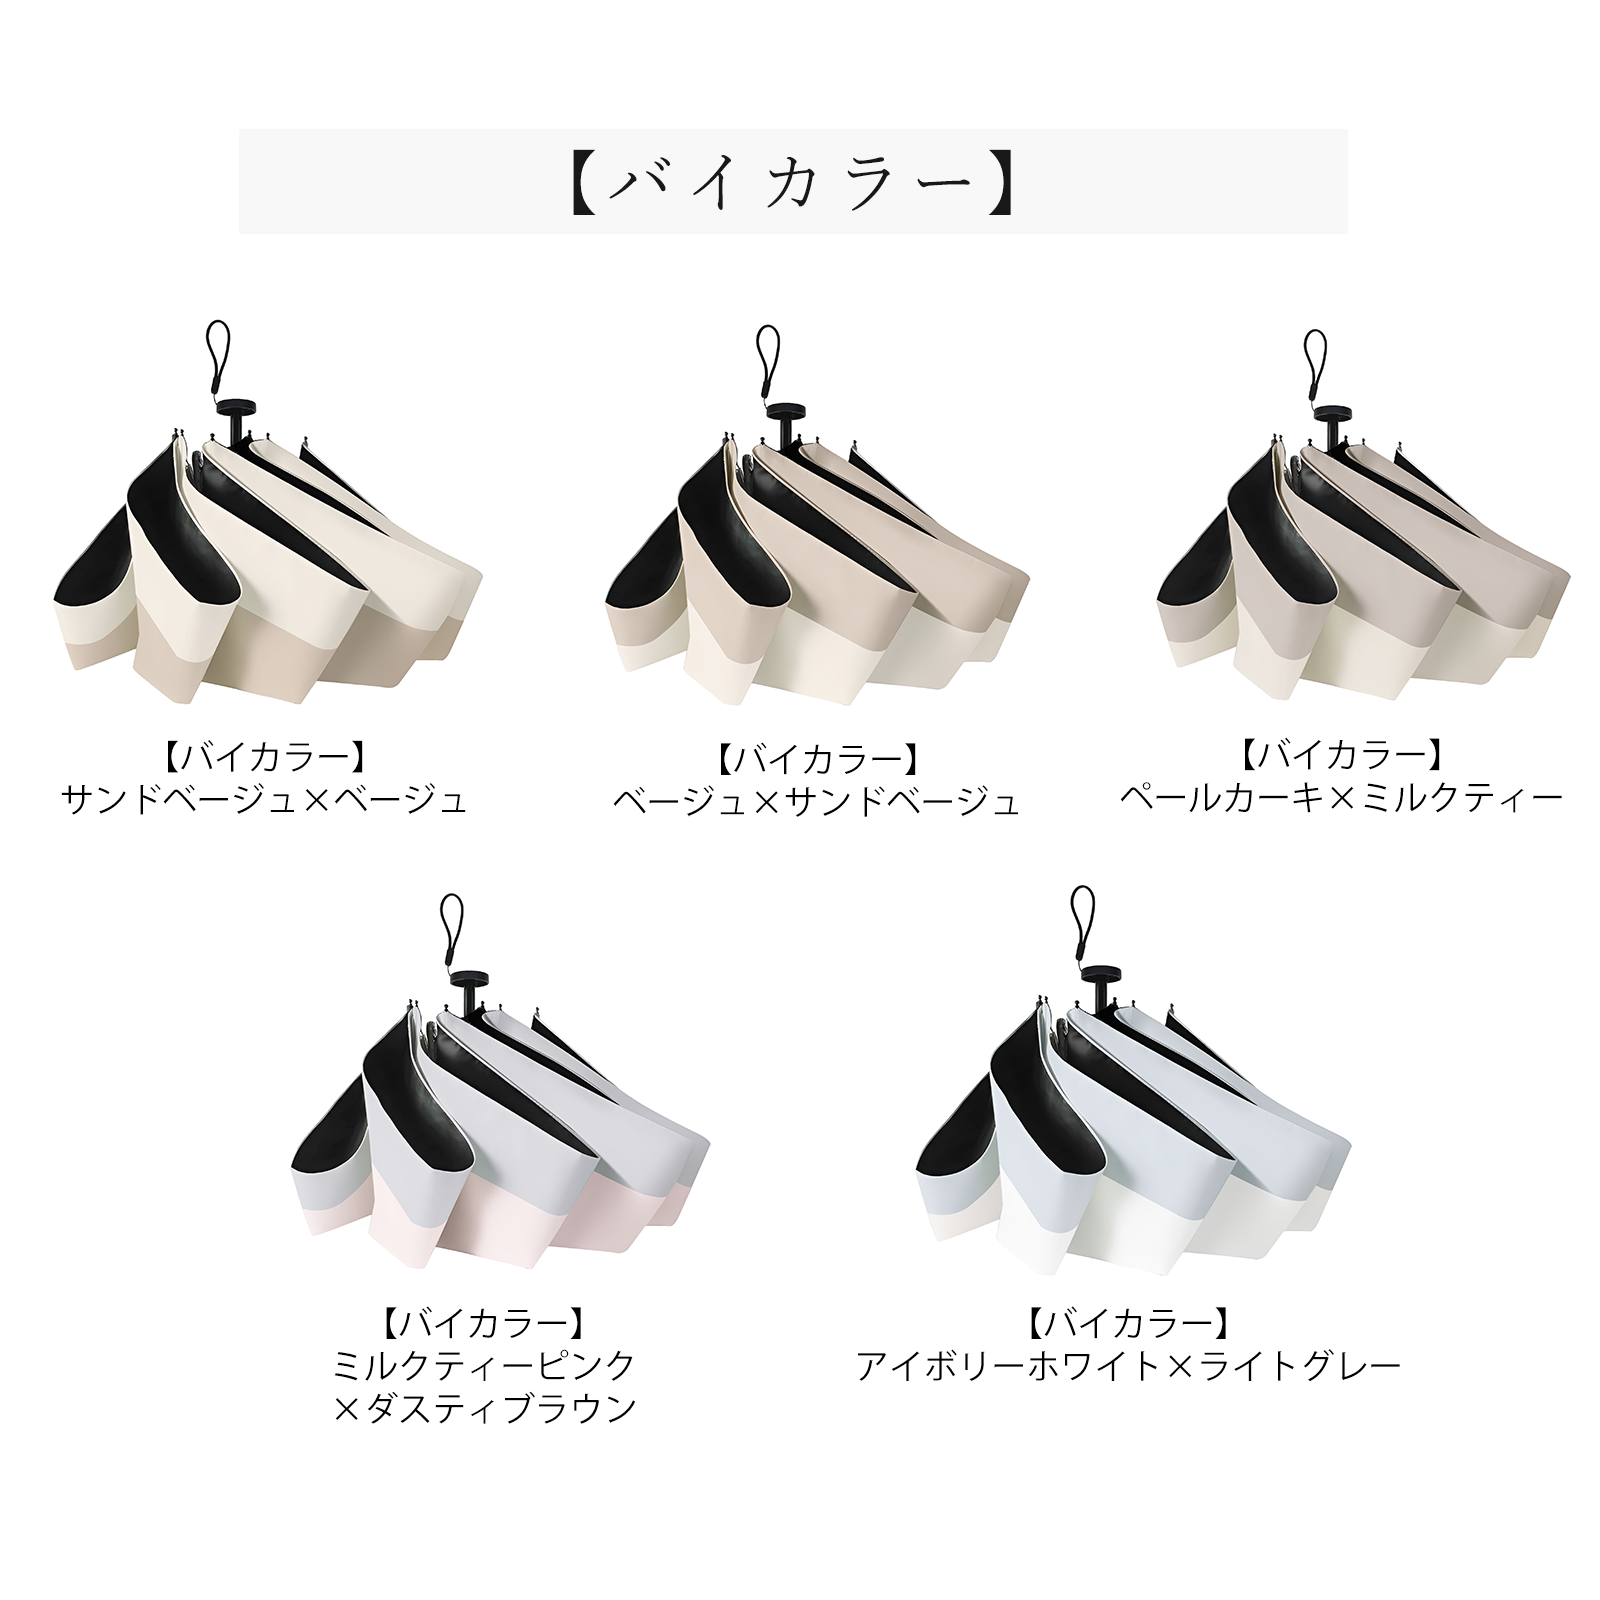 【バイカラー】
【バイカラー】
サンドベージュ×ベージュ
【バイカラー】
ベージュ×サンドベージュ
【バイカラー】
ペールカーキ×ミルクティー
【バイカラー】
ミルクティーピンク
×ダスティブラウン
【バイカラー】
アイボリーホワイト×ライトグレー